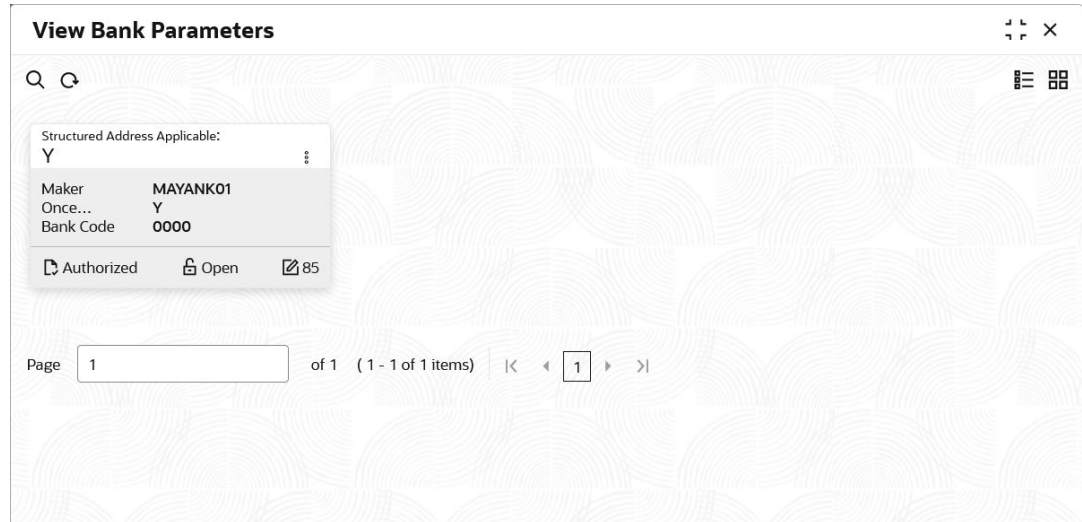 View Bank Parameters
Structured Address Applicable:
Y
Maker MAYANK01
Once... Y
Bank Code 0000
Authorized Open 85
Page 1 of 1 ( 1 - 1 of 1 items) 1